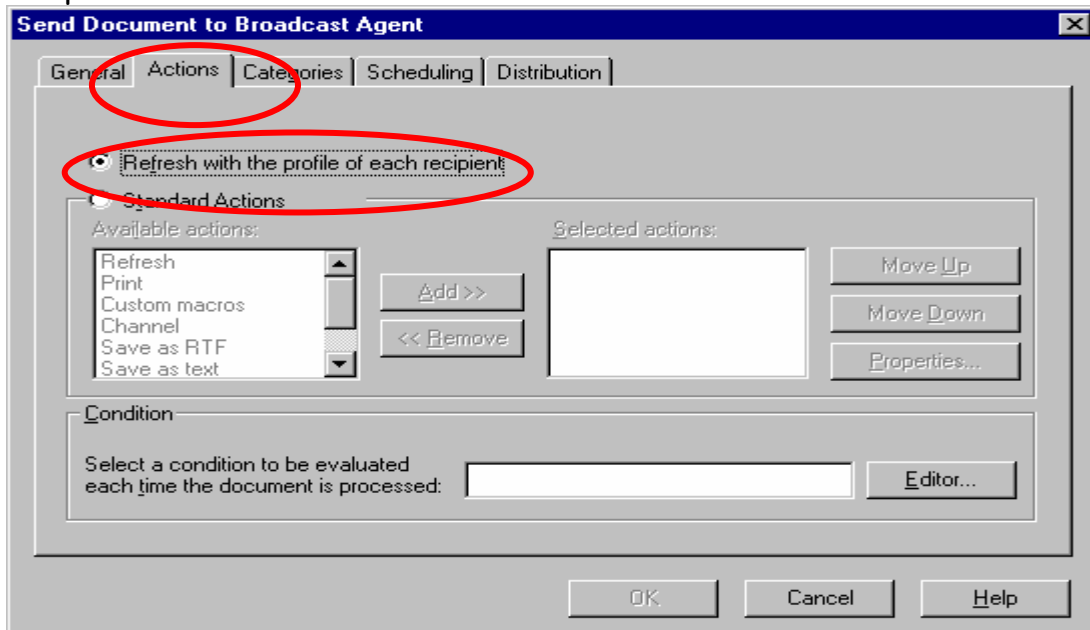 Send Document to Broadcast Agent
General Actions Categories Scheduling Distribution
Refresh with the profile of each recipient
Standard Actions
Available actions: Selected actions:
Refresh
Print
Custom macros
Channel
Save as RTF
Save as text
Add >>
<< Remove
Move Up
Move Down
Properties...
Condition
Select a condition to be evaluated
each time the document is processed:
Editor...
OK Cancel Help